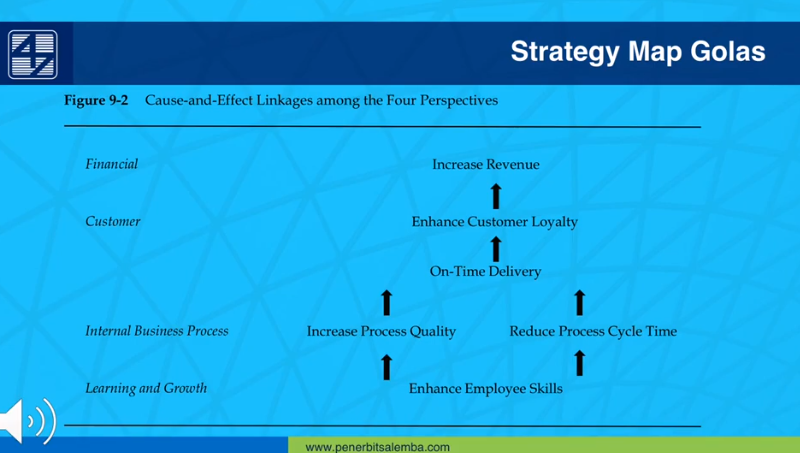 Strategy Map Golas
Figure 9-2 Cause-and-Effect Linkages among the Four Perspectives
Financial Increase Revenue
Customer Enhance Customer Loyalty
On-Time Delivery
Internal Business Process Increase Process Quality Reduce Process Cycle Time
Learning and Growth Enhance Employee Skills
www.penerbitsalemba.com